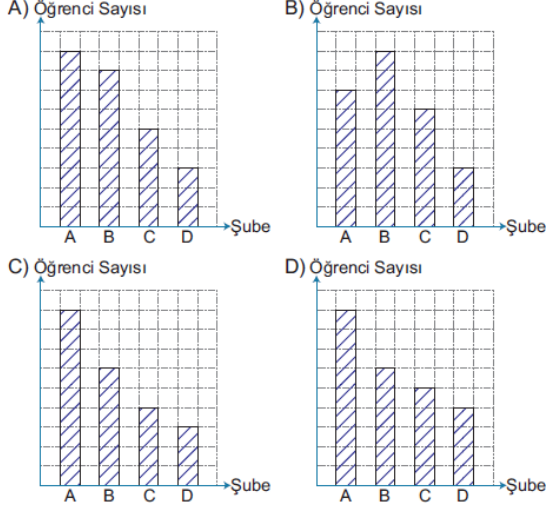 A) Öğrenci Sayısı
Şube
A B C D
B) Öğrenci Sayısı
Şube
A B C D
C) Öğrenci Sayısı
Şube
A B C D
D) Öğrenci Sayısı
Şube
A B C D